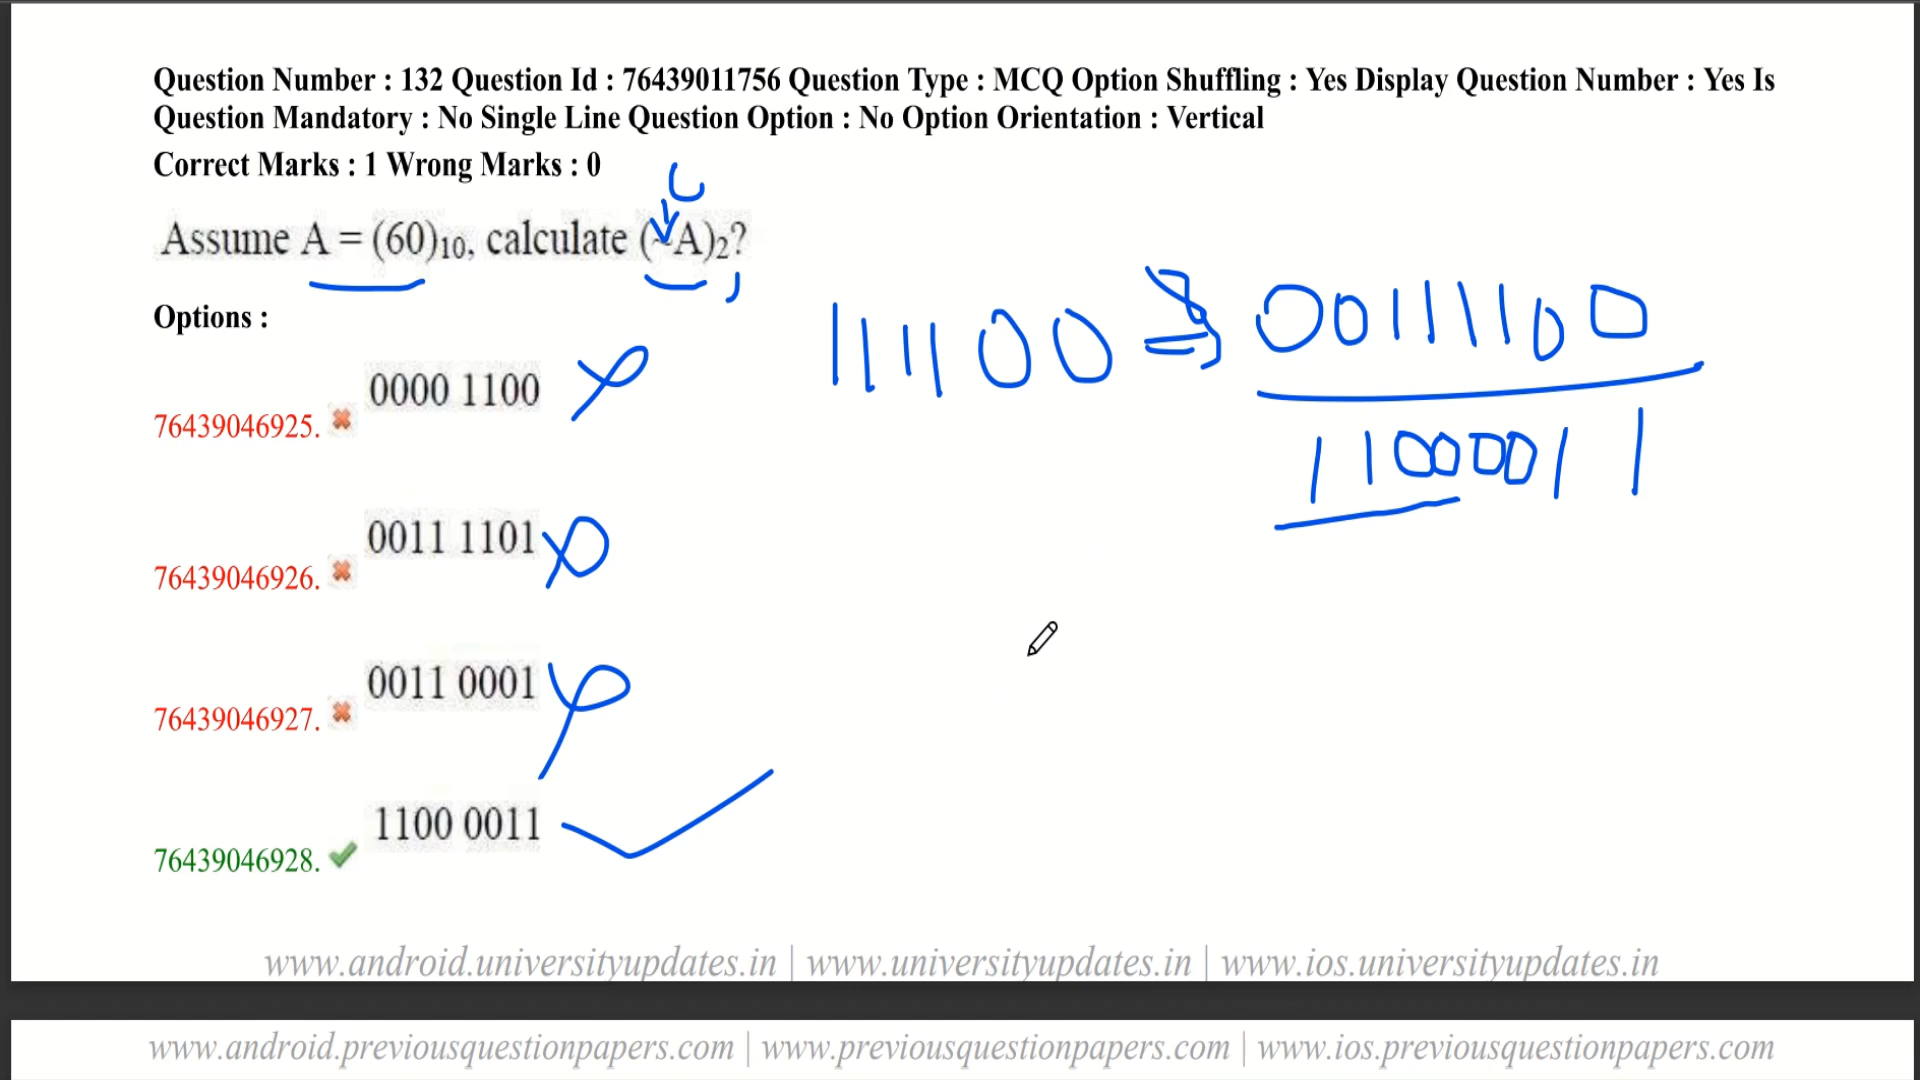 Question Number : 132 Question Id : 76439011756 Question Type : MCQ Option Shuffling : Yes Display Question Number : Yes Is
Question Mandatory : No Single Line Question Option : No Option Orientation : Vertical
Correct Marks : 1 Wrong Marks : 0
C
Assume A = (60)₁₀, calculate (~A)₂?
111100 ⇒ 8 00111100
11000011
Options :
0000 1100
76439046925.
0011 1101
76439046926.
0011 0001
76439046927.
1100 0011
76439046928.
www.android.universityupdates.in | www.universityupdates.in | www.ios.universityupdates.in
www.android.previousquestionpapers.com | www.previousquestionpapers.com | www.ios.previousquestionpapers.com